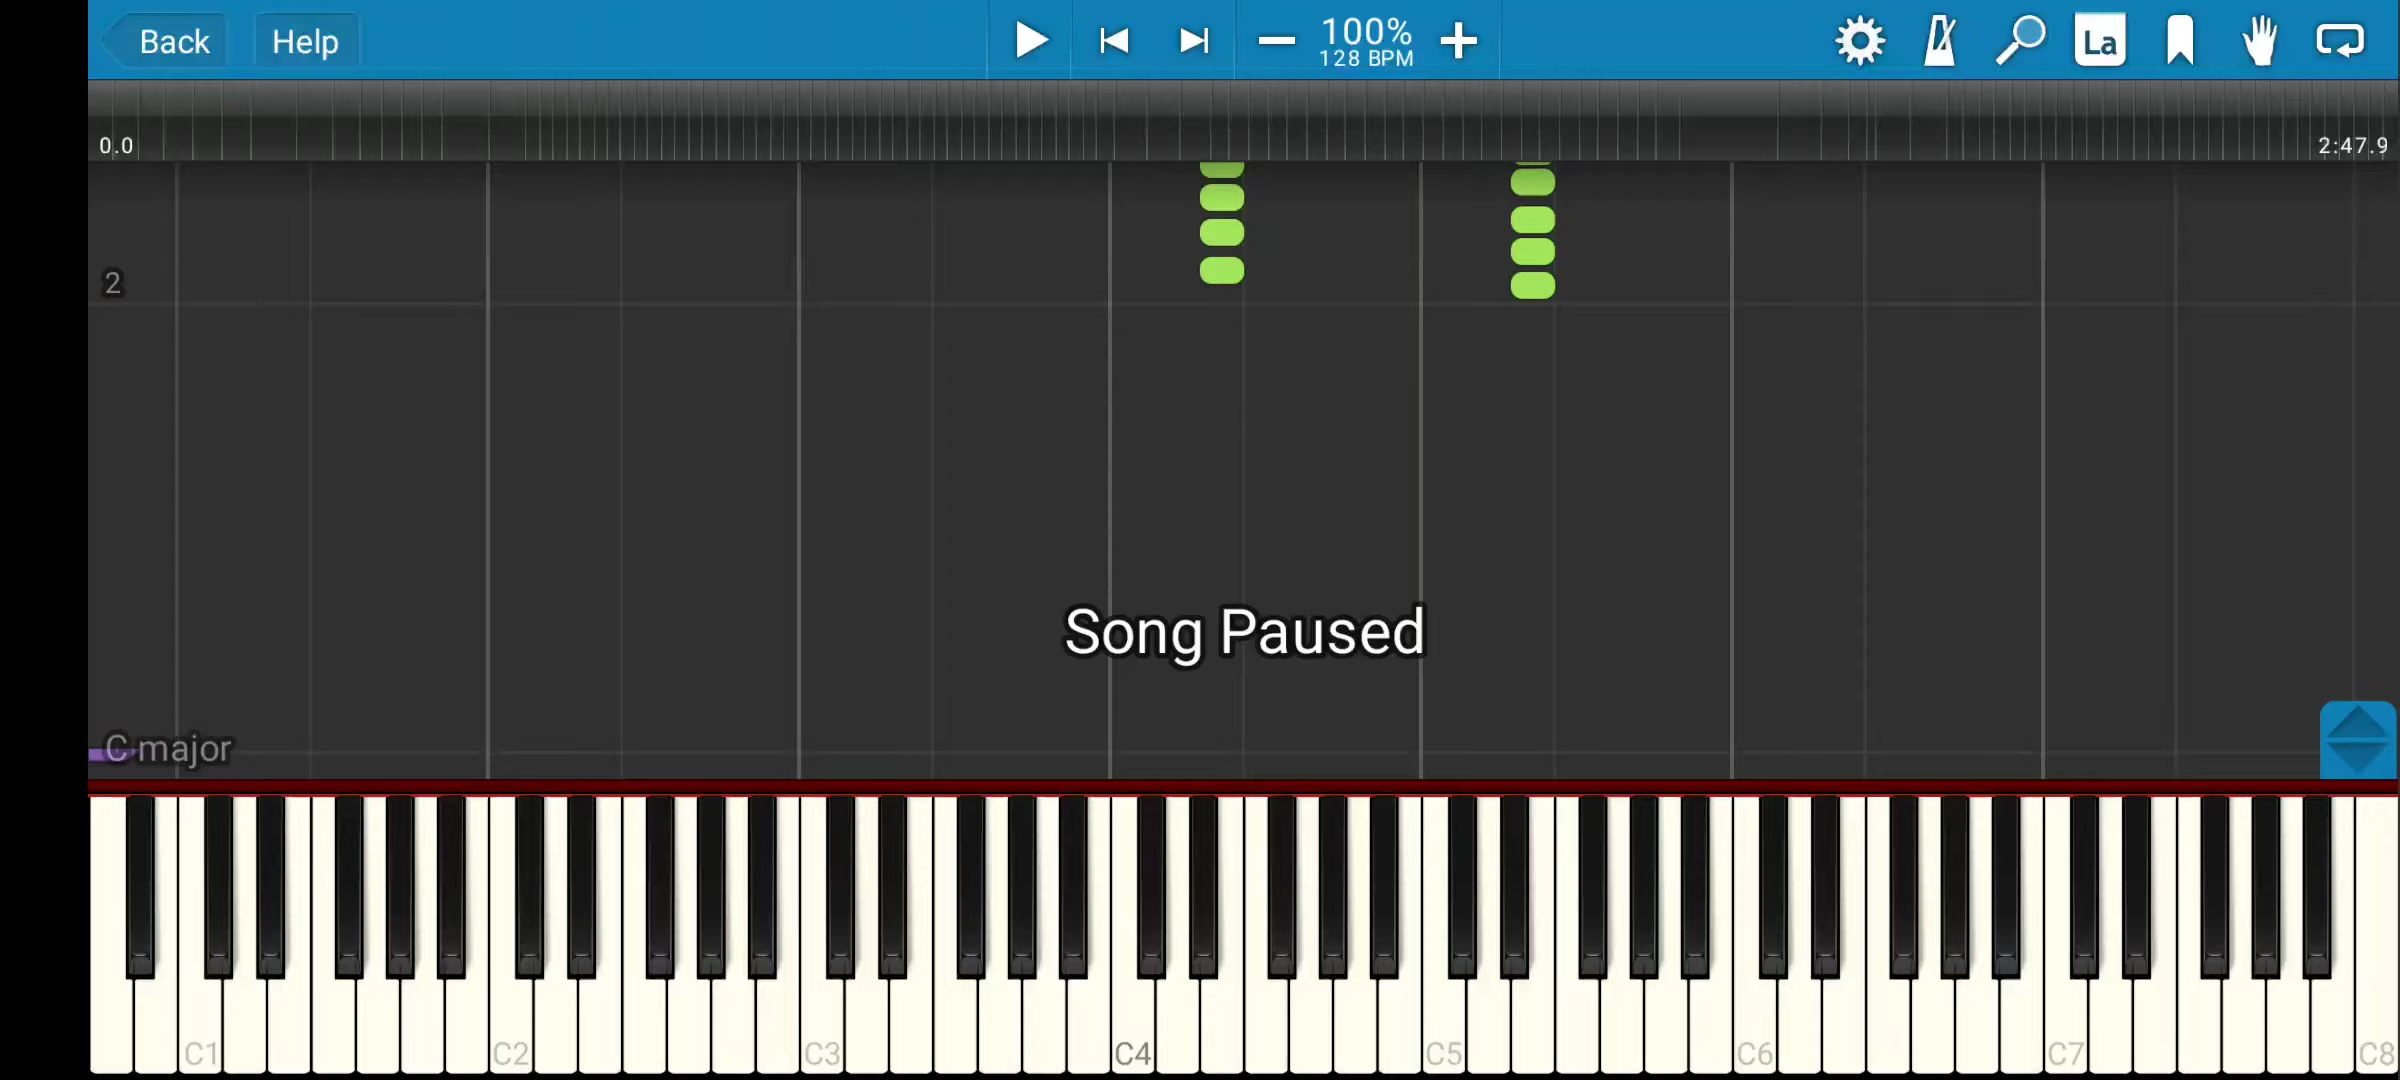 Back
Help
100%
128 BPM
La
0.0
2:47.9
2
Song Paused
C major
C1
C2
C3
C4
C5
C6
C7
C8